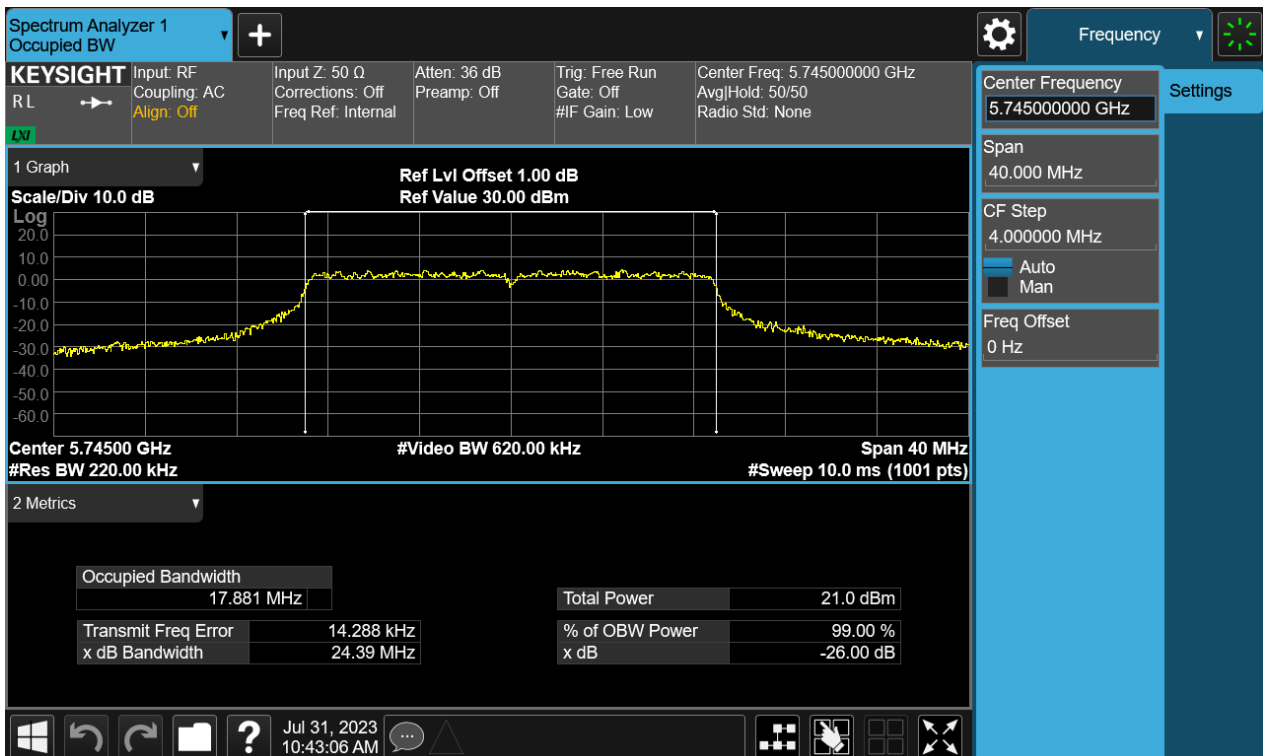 Spectrum Analyzer 1
Occupied BW
+
Frequency
KEYSIGHT
R L
LXI
Input: RF
Coupling: AC
Align: Off
Input Z: 50 Ω
Corrections: Off
Freq Ref: Internal
Atten: 36 dB
Preamp: Off
Trig: Free Run
Gate: Off
#IF Gain: Low
Center Freq: 5.745000000 GHz
Avg|Hold: 50/50
Radio Std: None
Center Frequency
5.745000000 GHz
Settings
Span
40.000 MHz
CF Step
4.000000 MHz
Auto
Man
Freq Offset
0 Hz
1 Graph
Ref Lvl Offset 1.00 dB
Scale/Div 10.0 dB
Ref Value 30.00 dBm
Log
20.0
10.0
0.00
-10.0
-20.0
-30.0
-40.0
-50.0
-60.0
Center 5.74500 GHz
#Video BW 620.00 kHz
Span 40 MHz
#Res BW 220.00 kHz
#Sweep 10.0 ms (1001 pts)
2 Metrics
Occupied Bandwidth
17.881 MHz
Total Power 21.0 dBm
Transmit Freq Error 14.288 kHz
% of OBW Power 99.00 %
x dB Bandwidth 24.39 MHz
x dB -26.00 dB
?
Jul 31, 2023
10:43:06 AM